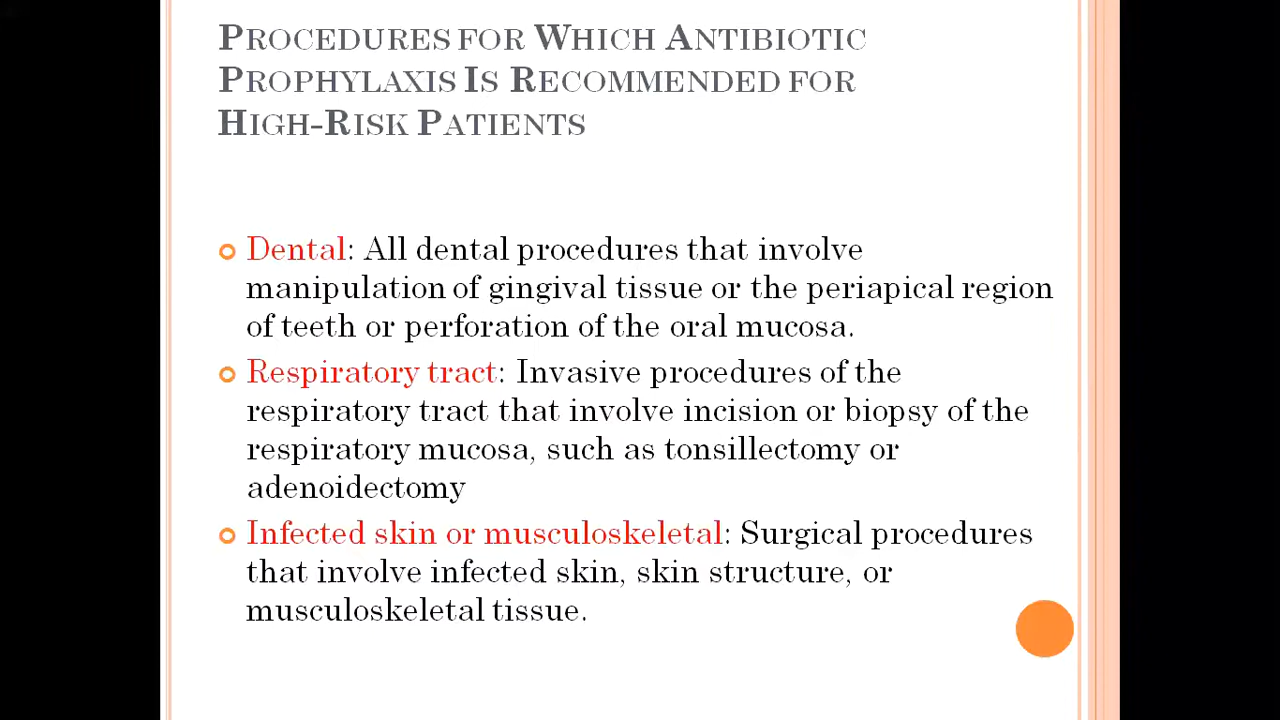 Procedures for Which Antibiotic
Prophylaxis Is Recommended for
High-Risk Patients
Dental: All dental procedures that involve
manipulation of gingival tissue or the periapical region
of teeth or perforation of the oral mucosa.
Respiratory tract: Invasive procedures of the
respiratory tract that involve incision or biopsy of the
respiratory mucosa, such as tonsillectomy or
adenoidectomy
Infected skin or musculoskeletal: Surgical procedures
that involve infected skin, skin structure, or
musculoskeletal tissue.